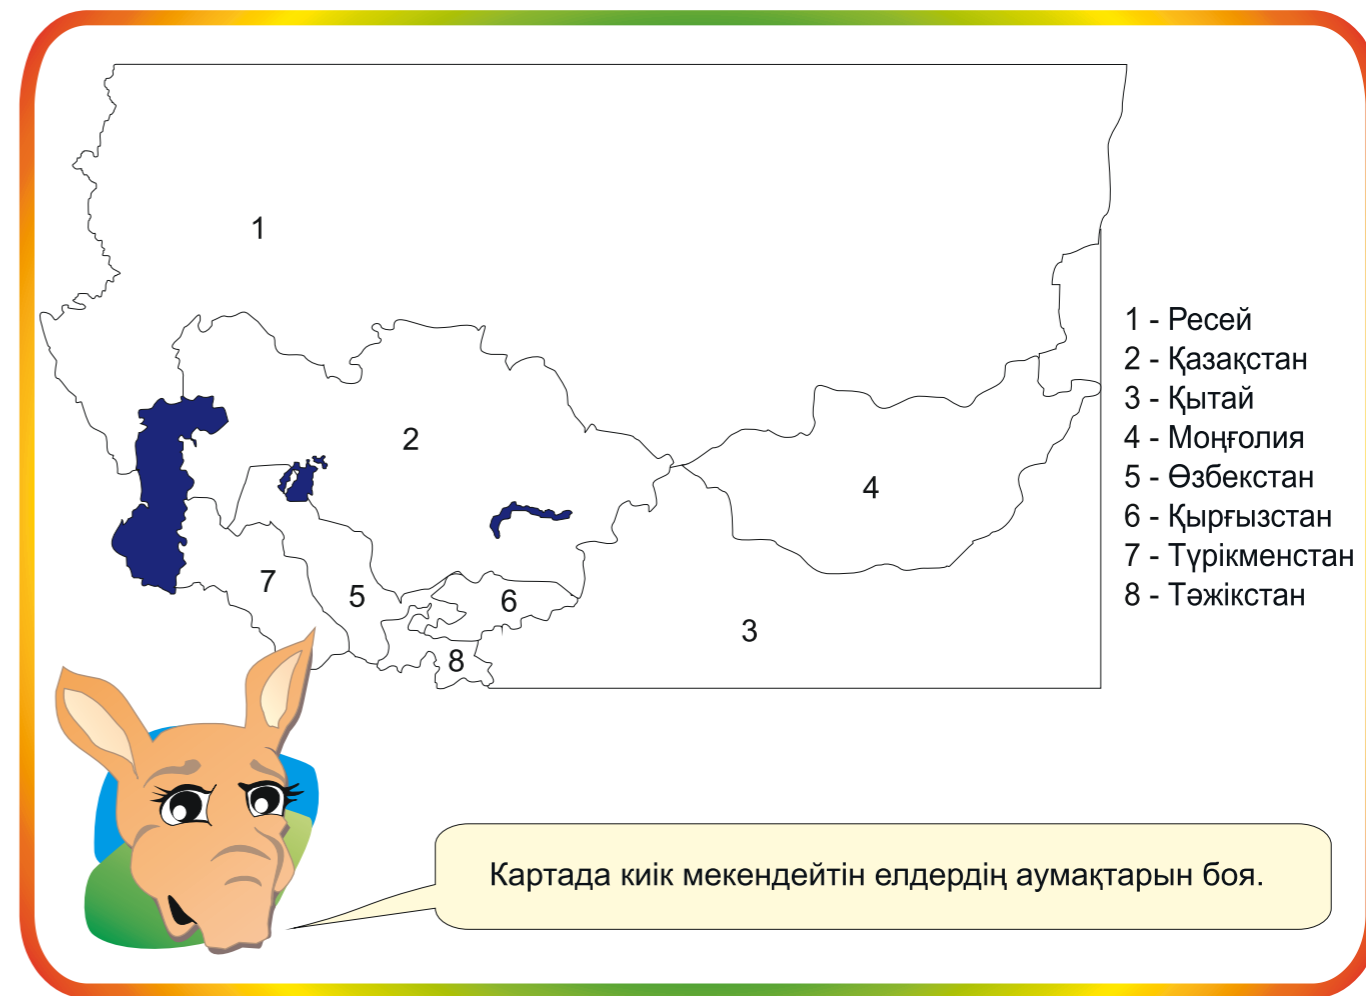 1
2
4
7
5
6
3
8
1 - Ресей
2 - Қазақстан
3 - Қытай
4 - Моңғолия
5 - Өзбекстан
6 - Қырғызстан
7 - Түрікменстан
8 - Тәжікстан
Картада киік мекендейтін елдердің аумақтарын боя.